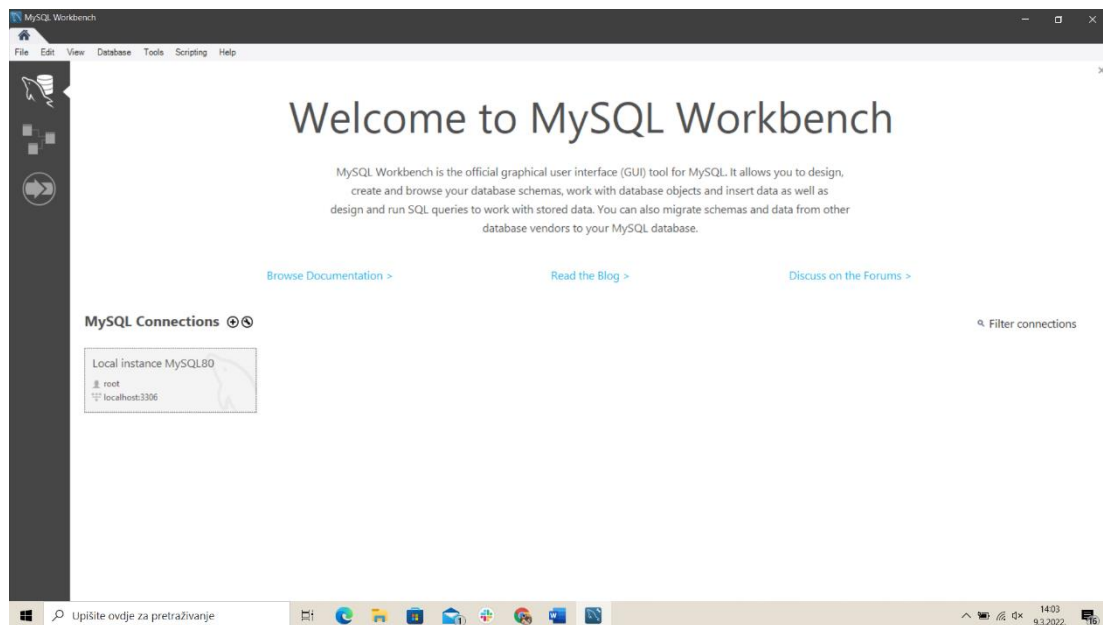 MySQL Workbench
File Edit View Database Tools Scripting Help
Welcome to MySQL Workbench
MySQL Workbench is the official graphical user interface (GUI) tool for MySQL. It allows you to design,
create and browse your database schemas, work with database objects and insert data as well as
design and run SQL queries to work with stored data. You can also migrate schemas and data from other
database vendors to your MySQL database.
Browse Documentation > Read the Blog > Discuss on the Forums >
MySQL Connections Filter connections
Local instance MySQL80
root
localhost:3306
Upišite ovdje za pretraživanje
14:03
9.3.2022.
16